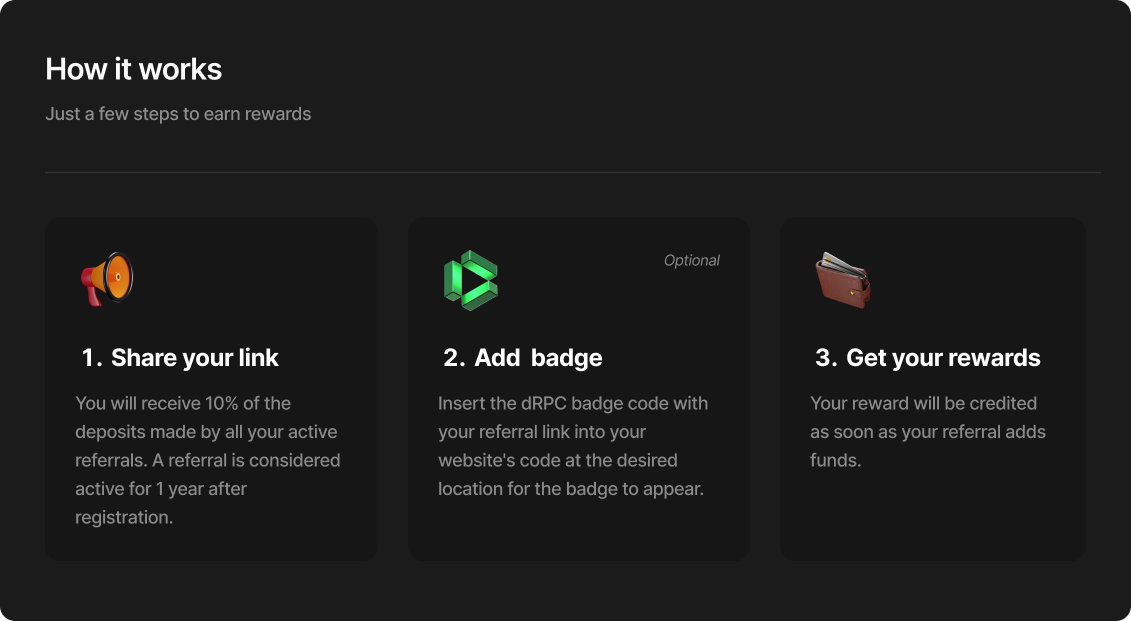 How it works
Just a few steps to earn rewards
1. Share your link
You will receive 10% of the
deposits made by all your active
referrals. A referral is considered
active for 1 year after
registration.
Optional
2. Add  badge
Insert the dRPC badge code with
your referral link into your
website's code at the desired
location for the badge to appear.
3. Get your rewards
Your reward will be credited
as soon as your referral adds
funds.